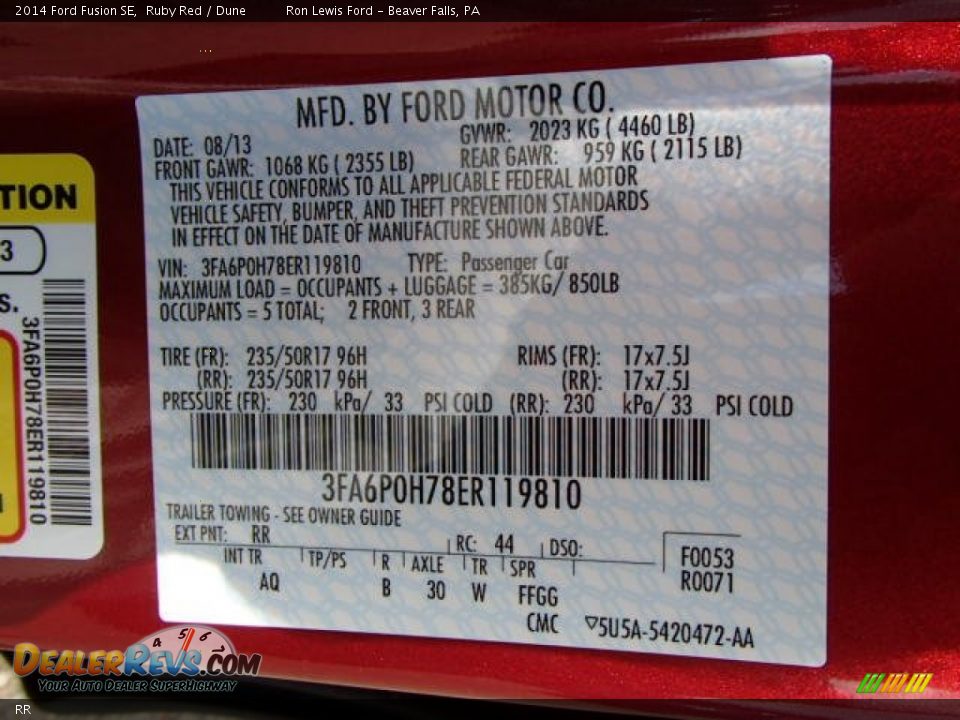 2014 Ford Fusion SE, Ruby Red / Dune Ron Lewis Ford - Beaver Falls, PA
...
MFD. BY FORD MOTOR CO.
DATE: 08/13 GVWR: 2023 KG ( 4460 LB)
FRONT GAWR: 1068 KG ( 2355 LB) REAR GAWR: 959 KG ( 2115 LB)
THIS VEHICLE CONFORMS TO ALL APPLICABLE FEDERAL MOTOR
VEHICLE SAFETY, BUMPER, AND THEFT PREVENTION STANDARDS
IN EFFECT ON THE DATE OF MANUFACTURE SHOWN ABOVE.
VIN: 3FA6P0H78ER119810 TYPE: Passenger Car
MAXIMUM LOAD = OCCUPANTS + LUGGAGE = 385KG/ 850LB
OCCUPANTS = 5 TOTAL; 2 FRONT, 3 REAR
TIRE (FR): 235/50R17 96H RIMS (FR): 17x7.5J
(RR): 235/50R17 96H (RR): 17x7.5J
PRESSURE (FR): 230 kPa/ 33 PSI COLD (RR): 230 kPa/ 33 PSI COLD
3FA6P0H78ER119810
TRAILER TOWING - SEE OWNER GUIDE
EXT PNT: RR RC: 44 DSO: F0053
INT TR TP/PS R AXLE TR SPR R0071
AQ B 30 W FFGG
CMC ▽5U5A-5420472-AA
TION
3
S.
3FA6P0H78ER119810
4 5 6
DEALERREVS.COM
Your Auto Dealer SuperHighway
RR